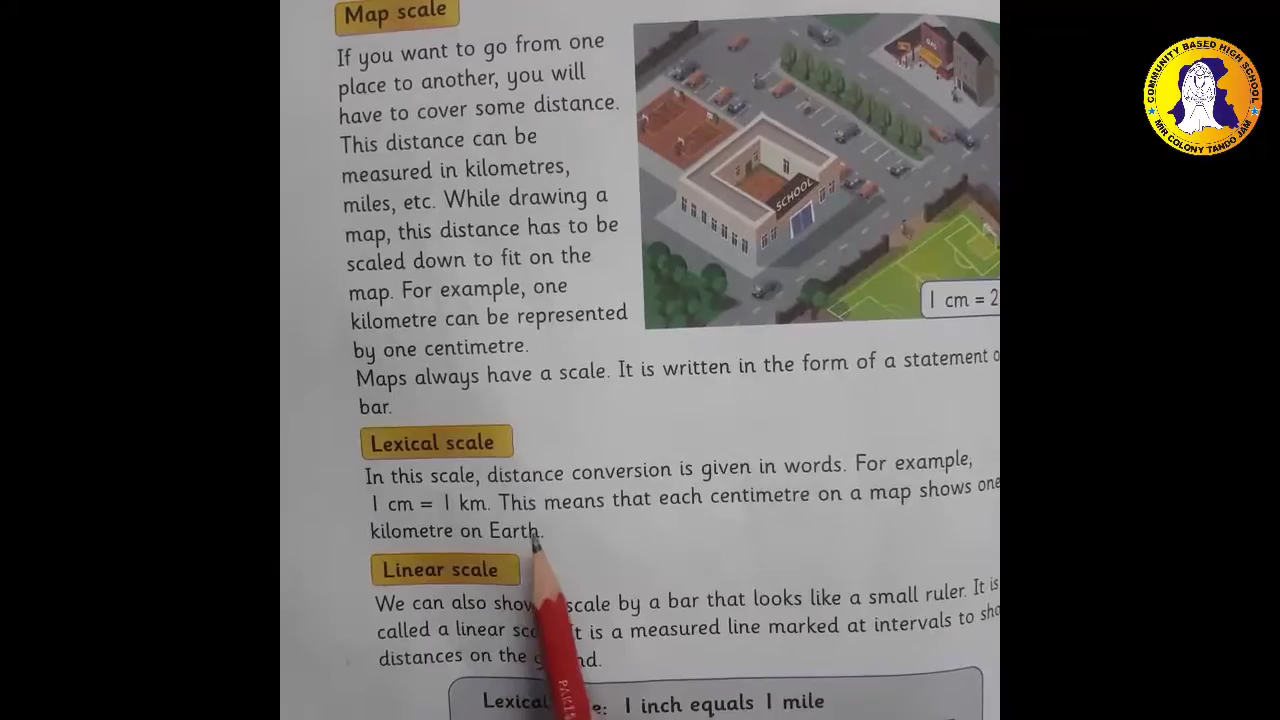 Map scale
If you want to go from one
place to another, you will
have to cover some distance.
This distance can be
measured in kilometres,
miles, etc. While drawing a
map, this distance has to be
scaled down to fit on the
map. For example, one
kilometre can be represented
by one centimetre.
SCHOOL
1 cm = 2
Maps always have a scale. It is written in the form of a statement o
bar.
Lexical scale
In this scale, distance conversion is given in words. For example,
1 cm = 1 km. This means that each centimetre on a map shows one
kilometre on Earth.
Linear scale
We can also show scale by a bar that looks like a small ruler. It is
called a linear It is a measured line marked at intervals to sho
distances on the
Lexical 1 inch equals 1 mile
COMMUNITY BASED HIGH SCHOOL
MIR COLONY TANDO JAM